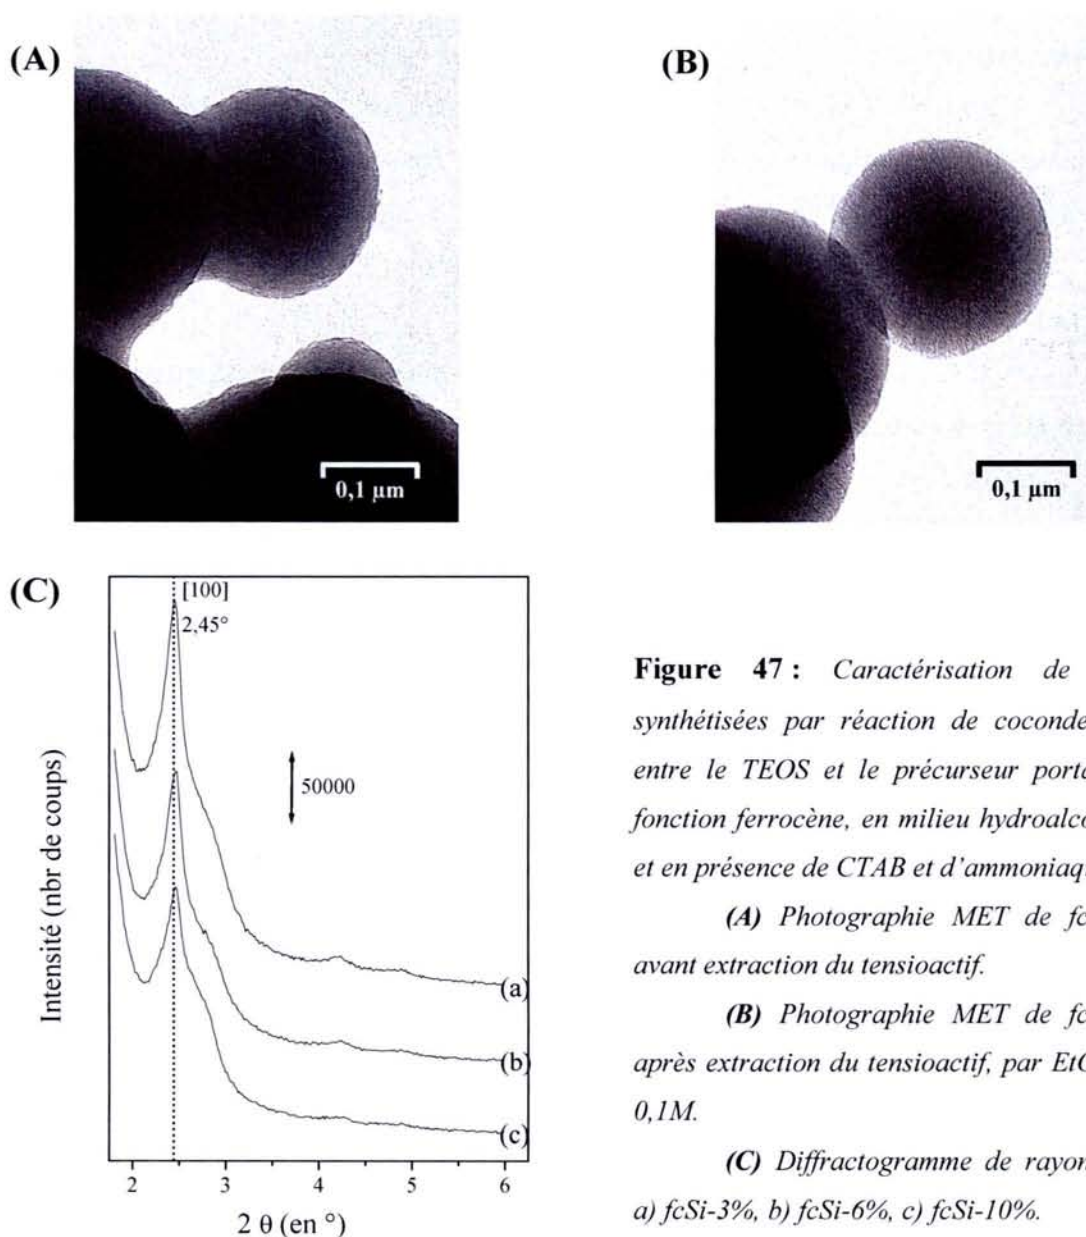 (A)
(B)
0,1 µm
0,1 µm
(C)
[100]
2,45°
50000
(a)
(b)
(c)
Intensité (nbr de coups)
2 3 4 5 6
2 θ (en °)
Figure 47 : Caractérisation de
synthétisées par réaction de coconde
entre le TEOS et le précurseur porta
fonction ferrocène, en milieu hydroalco
et en présence de CTAB et d'ammoniaq
(A) Photographie MET de fc
avant extraction du tensioactif.
(B) Photographie MET de fc
après extraction du tensioactif, par Et
0,1M.
(C) Diffractogramme de rayon
a) fcSi-3%, b) fcSi-6%, c) fcSi-10%.